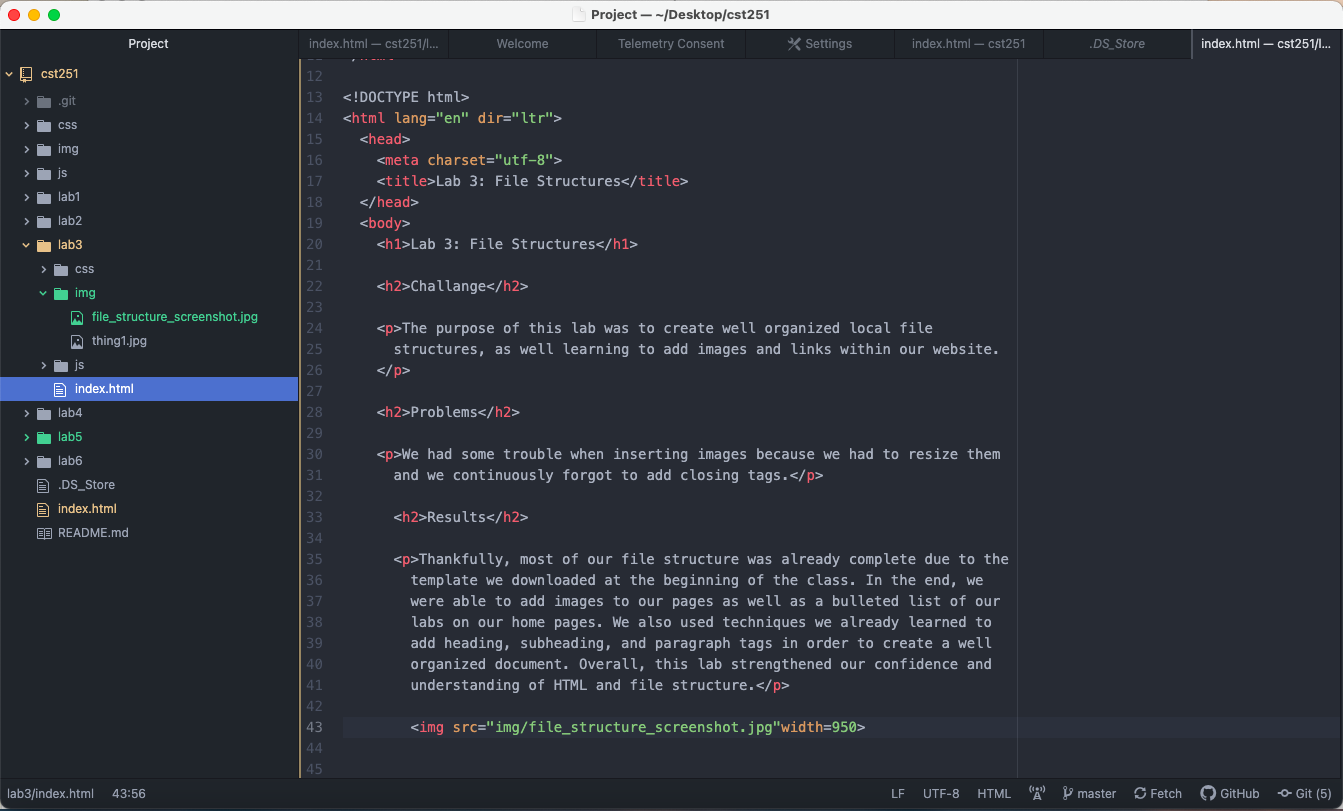 Project — ~/Desktop/cst251
Project
index.html — cst251/l...
Welcome
Telemetry Consent
Settings
index.html — cst251
.DS_Store
index.html — cst251/l...
cst251
.git
css
img
js
lab1
lab2
lab3
css
img
file_structure_screenshot.jpg
thing1.jpg
js
index.html
lab4
lab5
lab6
.DS_Store
index.html
README.md
12
13 <!DOCTYPE html>
14 <html lang="en" dir="ltr">
15 <head>
16 <meta charset="utf-8">
17 <title>Lab 3: File Structures</title>
18 </head>
19 <body>
20 <h1>Lab 3: File Structures</h1>
21
22 <h2>Challange</h2>
23
24 <p>The purpose of this lab was to create well organized local file
25 structures, as well learning to add images and links within our website.
26 </p>
27
28 <h2>Problems</h2>
29
30 <p>We had some trouble when inserting images because we had to resize them
31 and we continuously forgot to add closing tags.</p>
32
33 <h2>Results</h2>
34
35 <p>Thankfully, most of our file structure was already complete due to the
36 template we downloaded at the beginning of the class. In the end, we
37 were able to add images to our pages as well as a bulleted list of our
38 labs on our home pages. We also used techniques we already learned to
39 add heading, subheading, and paragraph tags in order to create a well
40 organized document. Overall, this lab strengthened our confidence and
41 understanding of HTML and file structure.</p>
42
43 <img src="img/file_structure_screenshot.jpg"width=950>
44
45
lab3/index.html 43:56
LF UTF-8 HTML master Fetch GitHub Git (5)